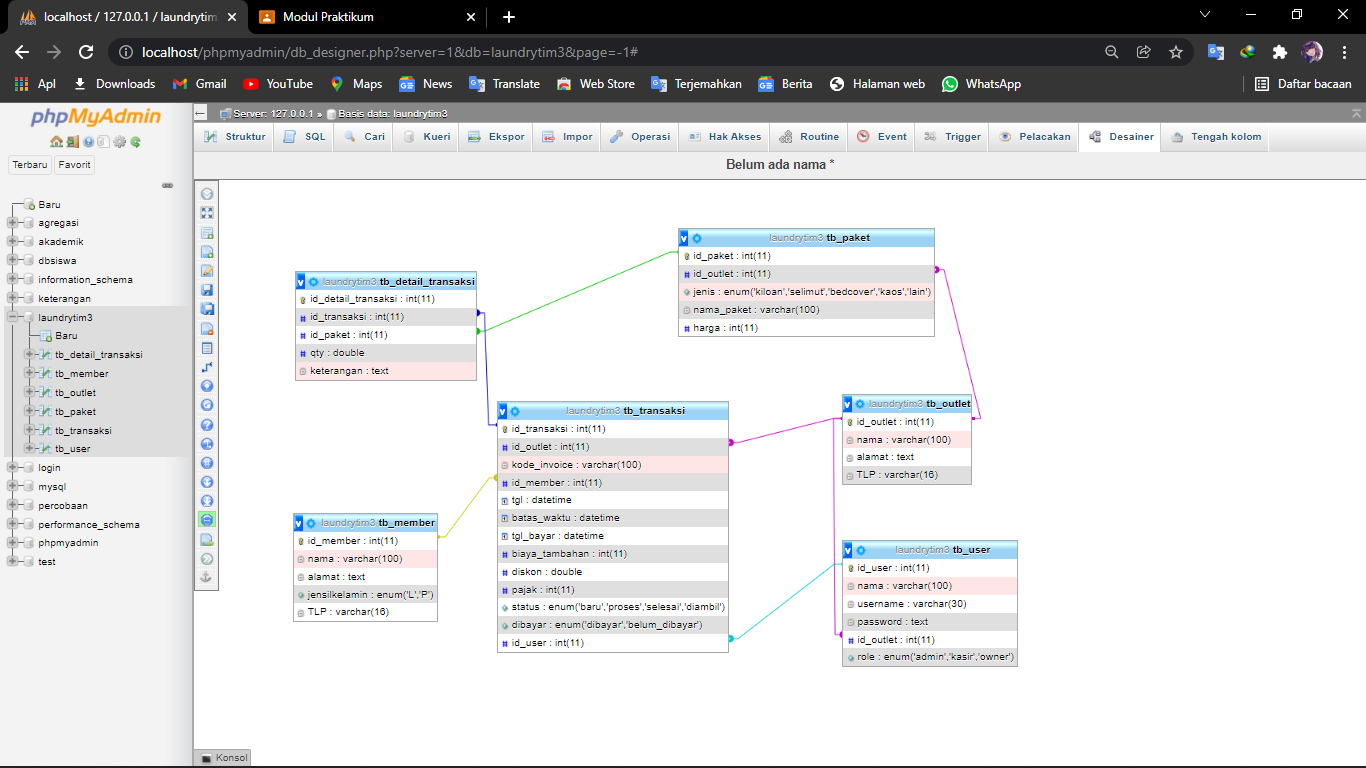 localhost / 127.0.0.1 / laundrytim
Modul Praktikum
localhost/phpmyadmin/db_designer.php?server=1&db=laundrytim3&page=-1#
Apl
Downloads
Gmail
YouTube
Maps
News
Translate
Web Store
Terjemahkan
Berita
Halaman web
WhatsApp
Daftar bacaan
phpMyAdmin
Terbaru
Favorit
Baru
agregasi
akademik
dbsiswa
information_schema
keterangan
laundrytim3
Baru
tb_detail_transaksi
tb_member
tb_outlet
tb_paket
tb_transaksi
tb_user
login
mysql
percobaan
performance_schema
phpmyadmin
test
Server: 127.0.0.1 » Basis data: laundrytim3
Struktur
SQL
Cari
Kueri
Ekspor
Impor
Operasi
Hak Akses
Routine
Event
Trigger
Pelacakan
Desainer
Tengah kolom
Belum ada nama *
laundrytim3 tb_paket
id_paket : int(11)
id_outlet : int(11)
jenis : enum('kiloan','selimut','bedcover','kaos','lain')
nama_paket : varchar(100)
harga : int(11)
laundrytim3 tb_detail_transaksi
id_detail_transaksi : int(11)
id_transaksi : int(11)
id_paket : int(11)
qty : double
keterangan : text
laundrytim3 tb_transaksi
id_transaksi : int(11)
id_outlet : int(11)
kode_invoice : varchar(100)
id_member : int(11)
tgl : datetime
batas_waktu : datetime
tgl_bayar : datetime
biaya_tambahan : int(11)
diskon : double
pajak : int(11)
status : enum('baru','proses','selesai','diambil')
dibayar : enum('dibayar','belum_dibayar')
id_user : int(11)
laundrytim3 tb_outlet
id_outlet : int(11)
nama : varchar(100)
alamat : text
TLP : varchar(16)
laundrytim3 tb_member
id_member : int(11)
nama : varchar(100)
alamat : text
jensilkelamin : enum('L','P')
TLP : varchar(16)
laundrytim3 tb_user
id_user : int(11)
nama : varchar(100)
username : varchar(30)
password : text
id_outlet : int(11)
role : enum('admin','kasir','owner')
Konsol